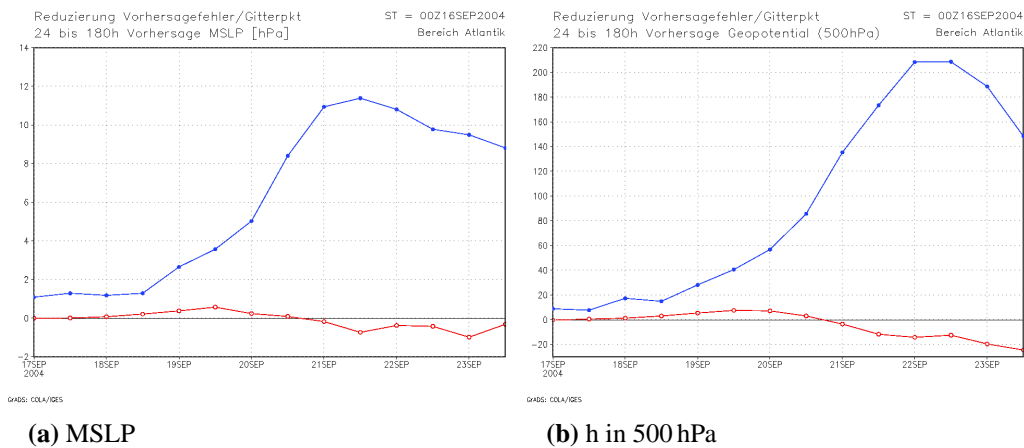 Reduzierung Vorhersagefehler/Gitterpkt
ST = 00Z16SEP2004
24 bis 180h Vorhersage MSLP [hPa]
Bereich Atlantik
14
12
10
8
6
4
2
0
-2
17SEP
2004
18SEP
19SEP
20SEP
21SEP
22SEP
23SEP
GrADS: COLA/IGES
(a) MSLP
Reduzierung Vorhersagefehler/Gitterpkt
ST = 00Z16SEP2004
24 bis 180h Vorhersage Geopotential (500hPa)
Bereich Atlantik
220
200
180
160
140
120
100
80
60
40
20
0
-20
17SEP
2004
18SEP
19SEP
20SEP
21SEP
22SEP
23SEP
GrADS: COLA/IGES
(b) h in 500 hPa